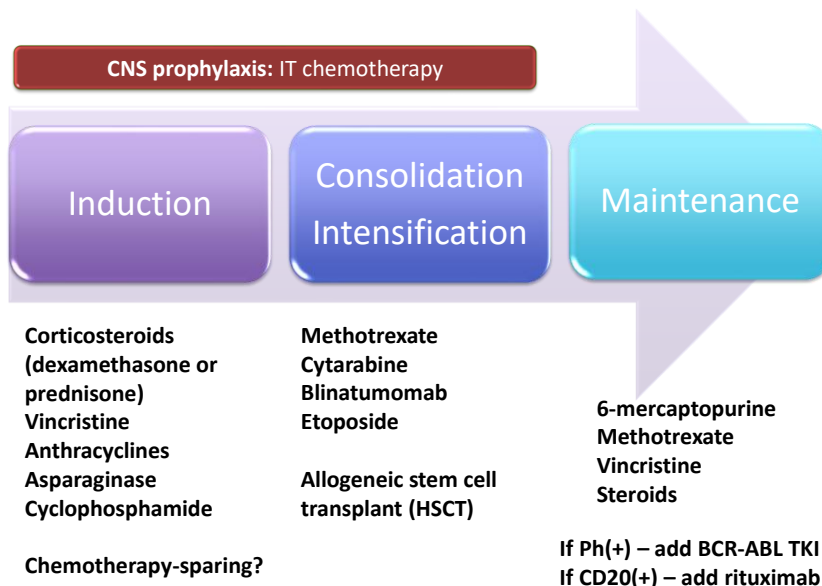 CNS prophylaxis: IT chemotherapy
Induction
Consolidation
Intensification
Maintenance
Corticosteroids
(dexamethasone or
prednisone)
Vincristine
Anthracyclines
Asparaginase
Cyclophosphamide
Chemotherapy-sparing?
Methotrexate
Cytarabine
Blinatumomab
Etoposide
Allogeneic stem cell
transplant (HSCT)
6-mercaptopurine
Methotrexate
Vincristine
Steroids
If Ph(+) – add BCR-ABL TKI
If CD20(+) – add rituximab